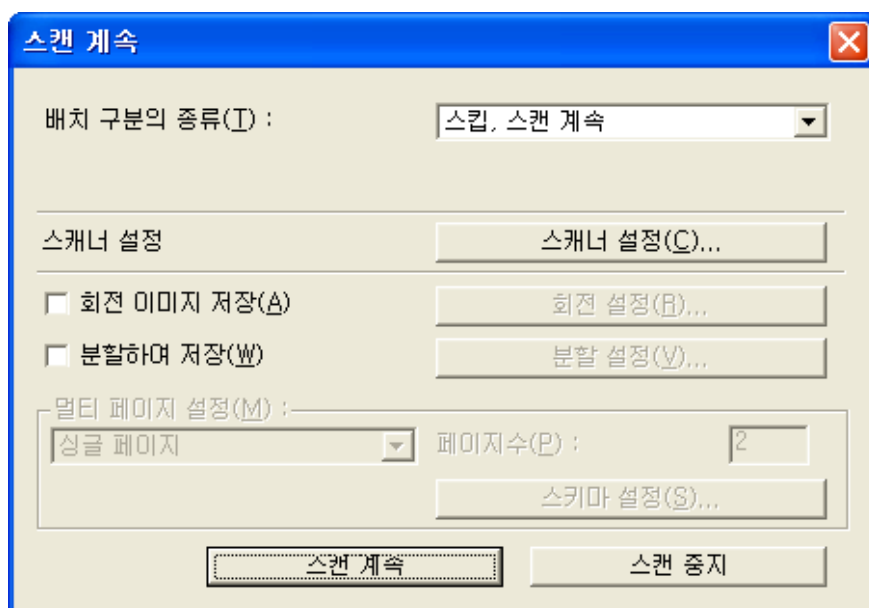 스캔 계속
배치 구분의 종류(T) : 스킵, 스캔 계속
스캐너 설정 스캐너 설정(C)...
회전 이미지 저장(A) 회전 설정(R)...
분할하여 저장(W) 분할 설정(V)...
멀티 페이지 설정(M) :
싱글 페이지 페이지수(P) : 2
스키마 설정(S)...
스캔 계속 스캔 중지